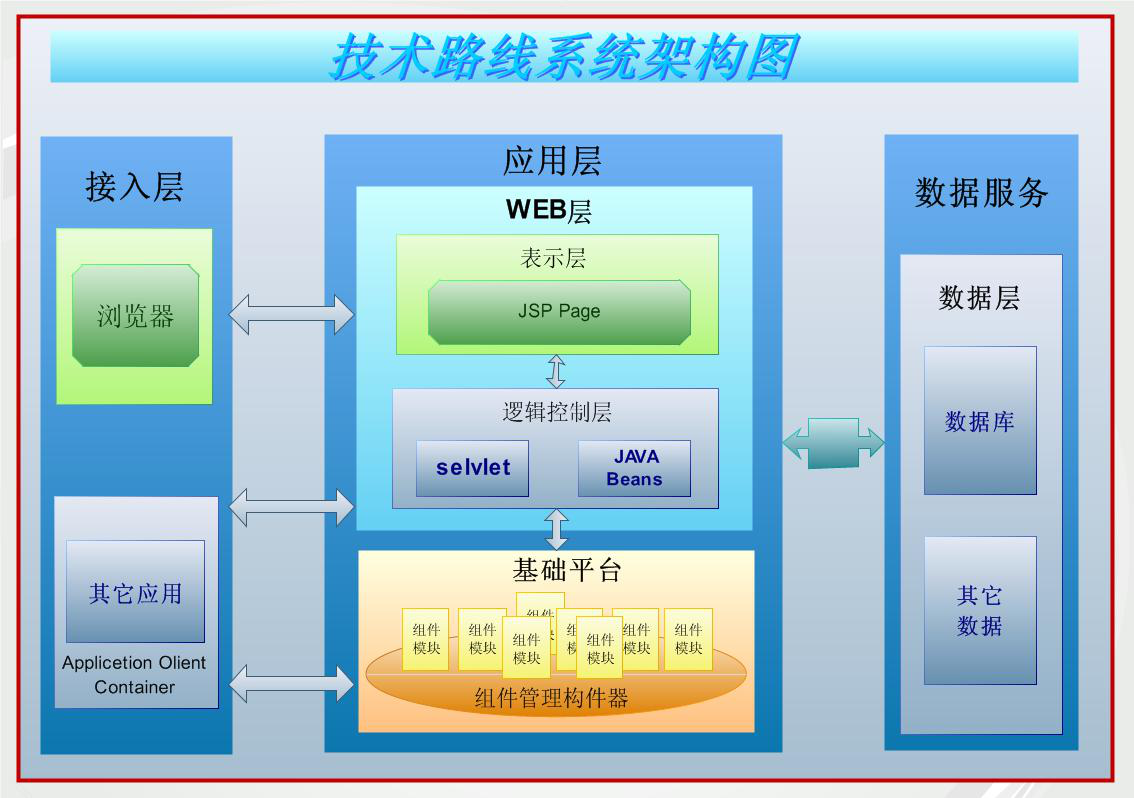 技术路线系统架构图
接入层
浏览器
其它应用
Applicetion Olient
Container
应用层
WEB层
表示层
JSP Page
逻辑控制层
selvlet
JAVA
Beans
基础平台
组件
模块
组件
模块
组件
组件
模块
组件
模块
组件
模块
组件
模块
组件管理构件器
数据服务
数据层
数据库
其它
数据